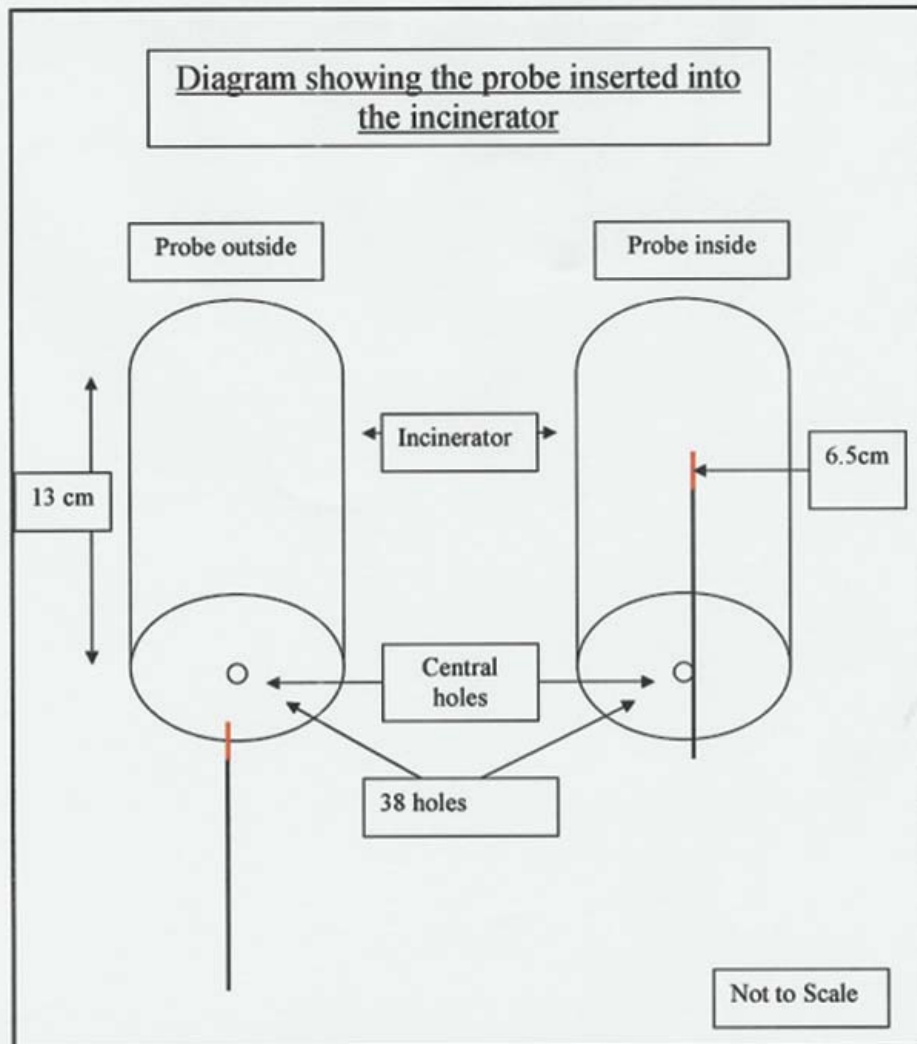 Diagram showing the probe inserted into
the incinerator
Probe outside
Probe inside
Incinerator
6.5cm
13 cm
Central
holes
38 holes
Not to Scale